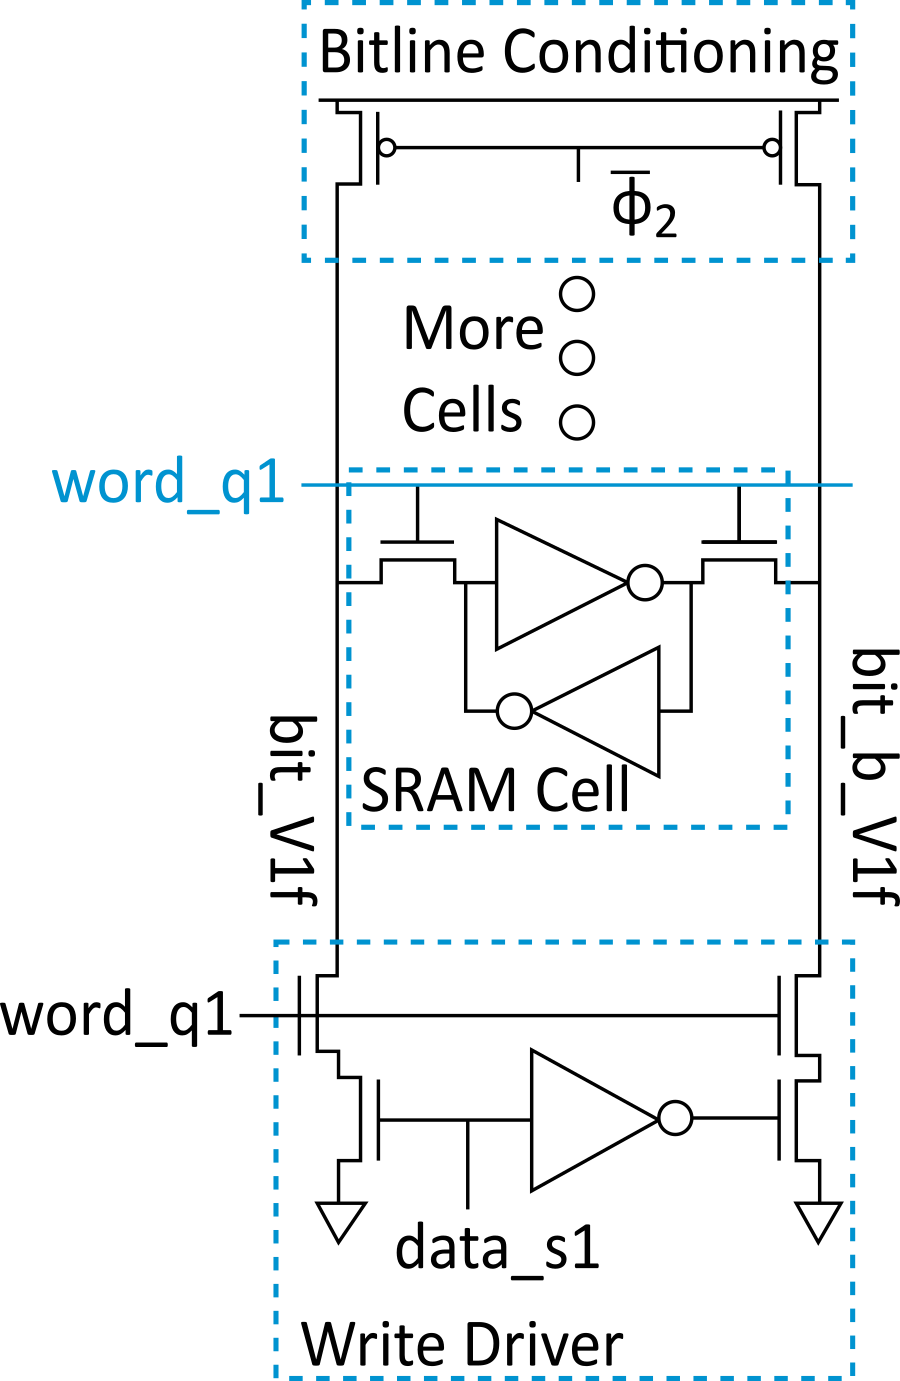 Bitline Conditioning
ϕ̅₂
More
Cells
word_q1
bit_b_V1f
bit_V1f
SRAM Cell
word_q1
data_s1
Write Driver